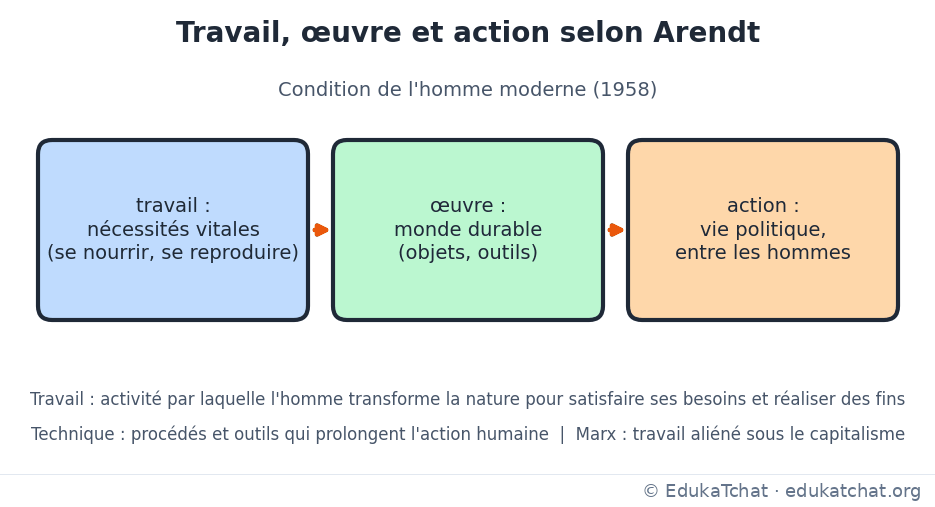 Travail, œuvre et action selon Arendt
Condition de l'homme moderne (1958)
travail :
nécessités vitales
(se nourrir, se reproduire)
œuvre :
monde durable
(objets, outils)
action :
vie politique,
entre les hommes
Travail : activité par laquelle l'homme transforme la nature pour satisfaire ses besoins et réaliser des fins
Technique : procédés et outils qui prolongent l'action humaine | Marx : travail aliéné sous le capitalisme
© EdukaTchat · edukatchat.org